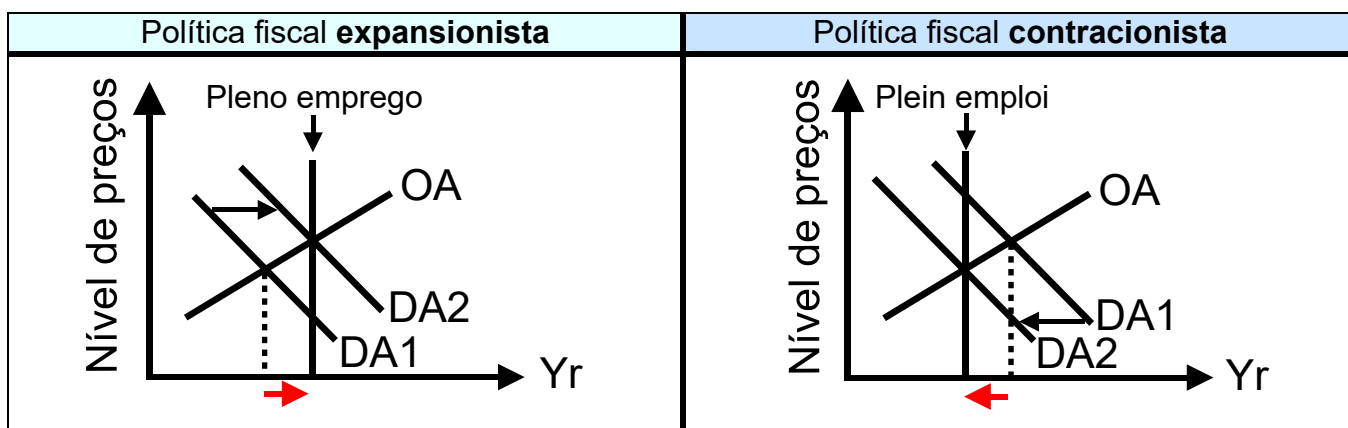 Política fiscal expansionista
Política fiscal contracionista
Nível de preços
Pleno emprego
OA
DA2
DA1
Yr
Nível de preços
Plein emploi
OA
DA1
DA2
Yr